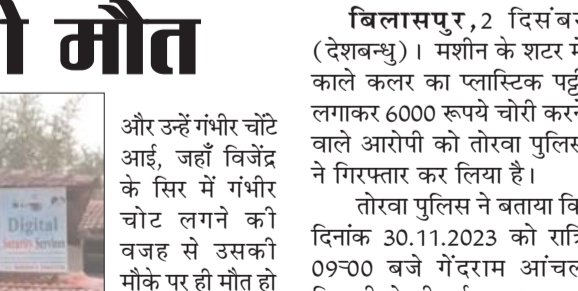 मौत
और उन्हें गंभीर चोंटे
आई, जहाँ विजेंद्र
के सिर में गंभीर
चोट लगने की
वजह से उसकी
मौके पर ही मौत हो
Digital
बिलासपुर,2 दिसंबर
(देशबन्धु)। मशीन के शटर में
काले कलर का प्लास्टिक पट्टी
लगाकर 6000 रूपये चोरी करने
वाले आरोपी को तोरवा पुलिस
ने गिरफ्तार कर लिया है।
तोरवा पुलिस ने बताया कि
दिनांक 30.11.2023 को रात्रि
09=00 बजे गेंदराम आंचल